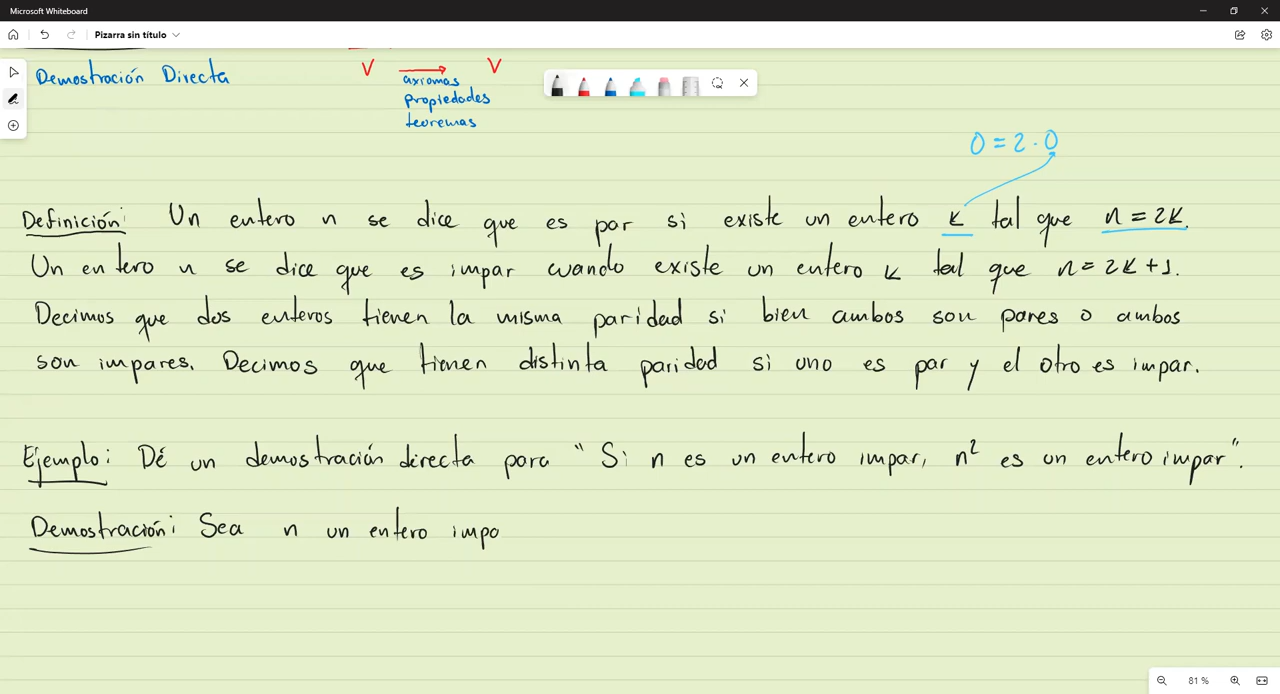 Microsoft Whiteboard
Pizarra sin título
Demostración Directa
V V
axiomas
propiedades
teoremas
0 = 2 · 0
Definición: Un entero n se dice que es par si existe un entero k tal que n = 2k.
Un entero n se dice que es impar cuando existe un entero k tal que n = 2k + 1.
Decimos que dos enteros tienen la misma paridad si bien ambos son pares o ambos
son impares. Decimos que tienen distinta paridad si uno es par y el otro es impar.
Ejemplo: Dé un demostración directa para "Si n es un entero impar, n² es un entero impar".
Demostración: Sea n un entero impa
81 %